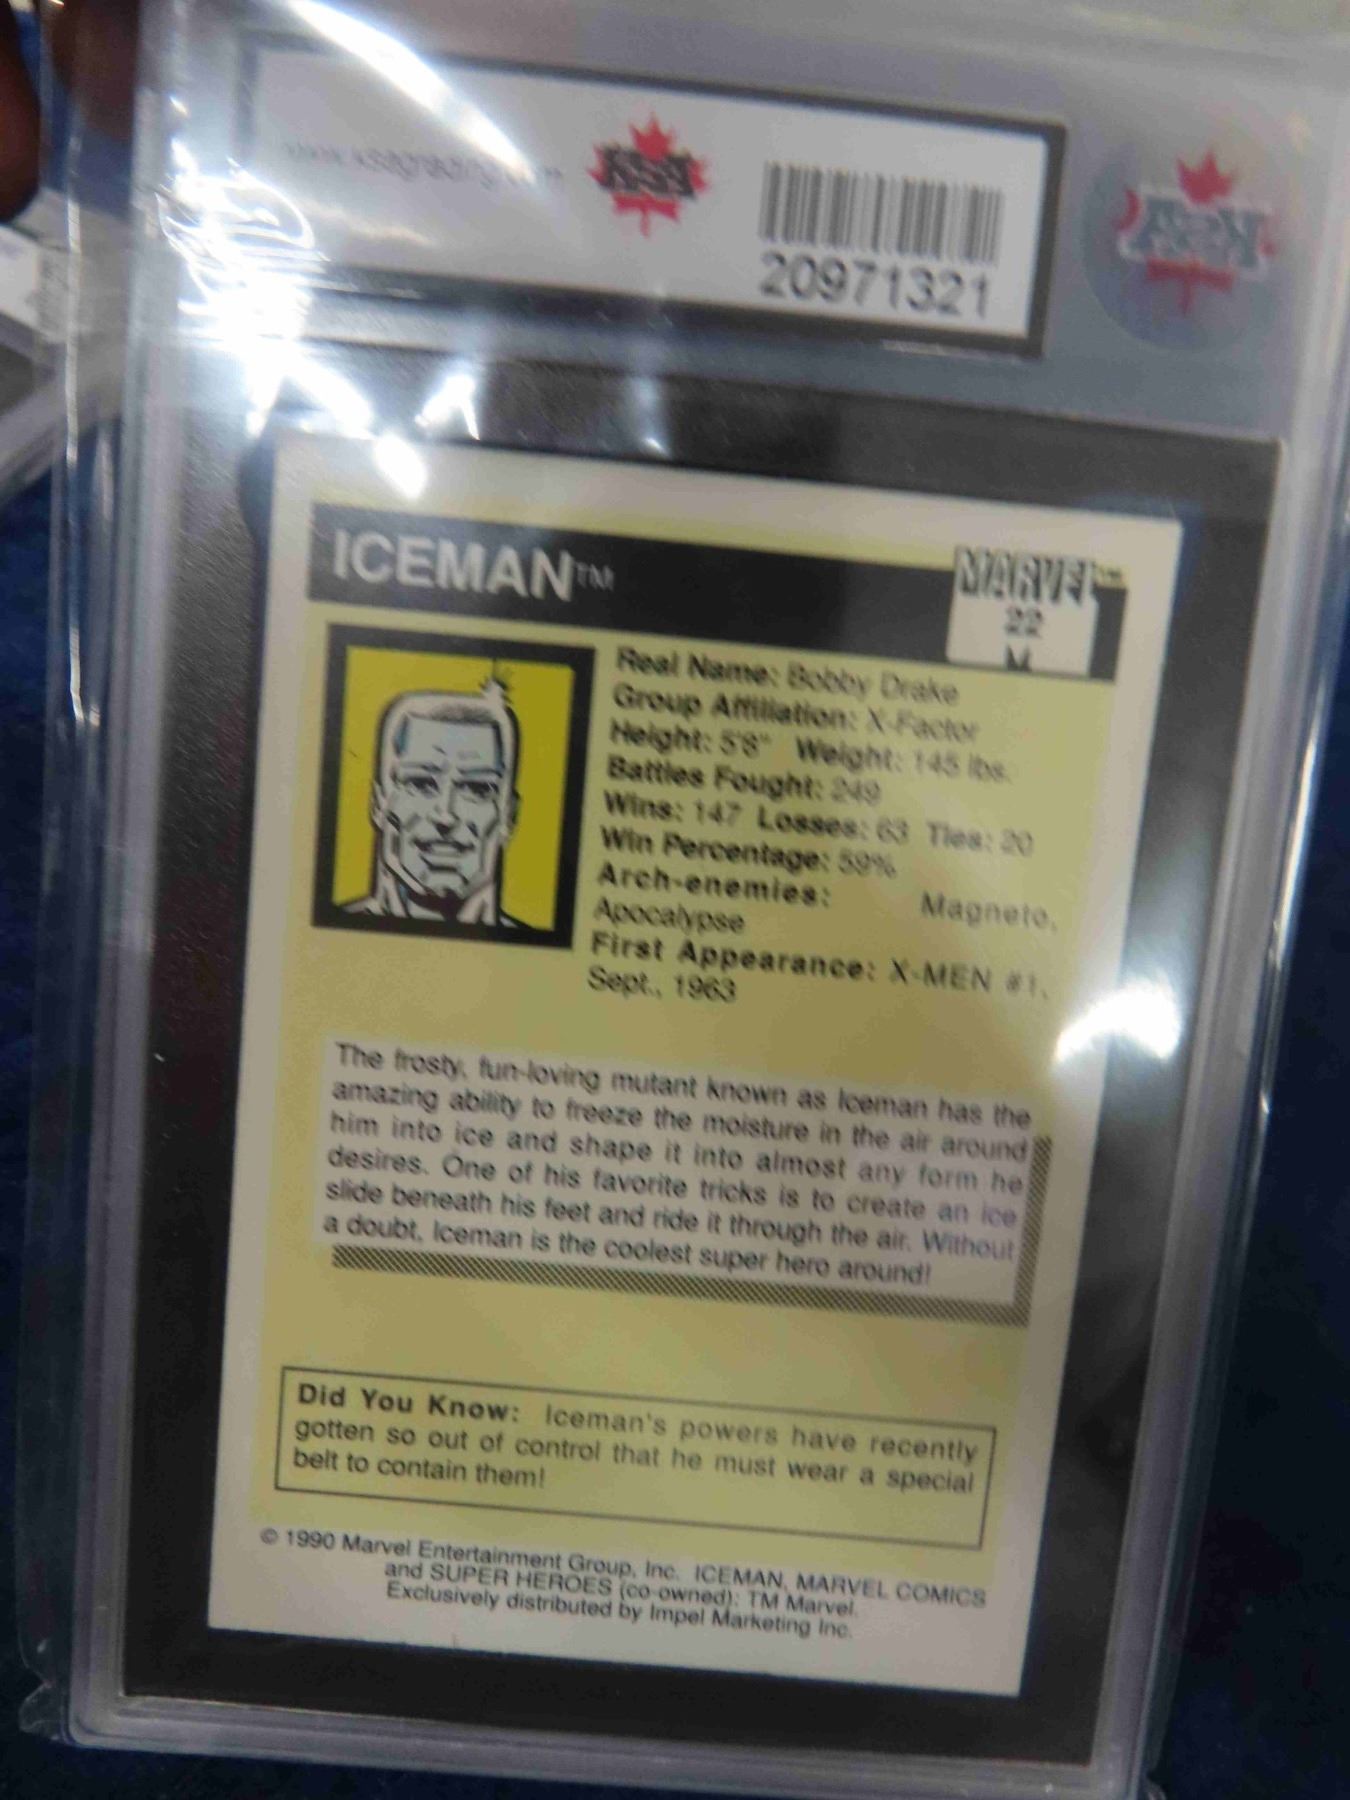 www.ksagrading.com
KSA
KSA
20971321
ICEMAN™
MARVEL™
22
M
Real Name: Bobby Drake
Group Affiliation: X-Factor
Height: 5'8" Weight: 145 lbs.
Battles Fought: 249
Wins: 147 Losses: 63 Ties: 20
Win Percentage: 59%
Arch-enemies: Magneto,
Apocalypse
First Appearance: X-MEN #1,
Sept., 1963
The frosty, fun-loving mutant known as Iceman has the
amazing ability to freeze the moisture in the air around
him into ice and shape it into almost any form he
desires. One of his favorite tricks is to create an ice
slide beneath his feet and ride it through the air. Without
a doubt, Iceman is the coolest super hero around!
Did You Know: Iceman's powers have recently
gotten so out of control that he must wear a special
belt to contain them!
© 1990 Marvel Entertainment Group, Inc. ICEMAN, MARVEL COMICS
and SUPER HEROES (co-owned): TM Marvel.
Exclusively distributed by Impel Marketing Inc.